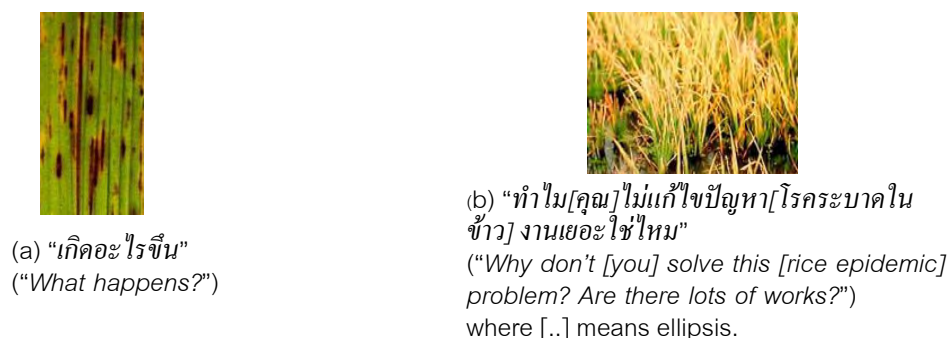 (a) “เกิดอะไรขึ้น”
(“What happens?”)
(b) “ทำไม[คุณ]ไม่แก้ไขปัญหา[โรคระบาดใน
ข้าว] งานเยอะใช่ไหม”
(“Why don’t [you] solve this [rice epidemic]
problem? Are there lots of works?”)
where [..] means ellipsis.